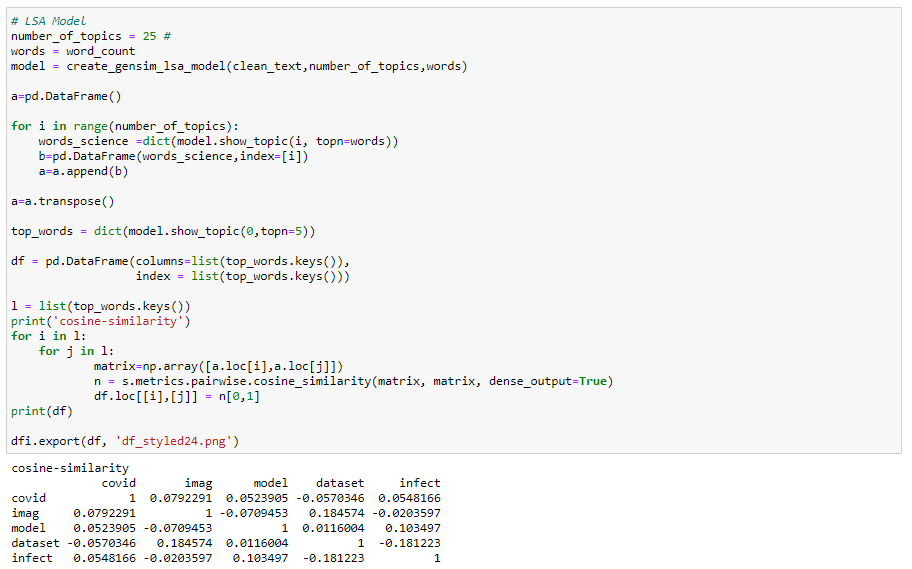 # LSA Model
number_of_topics = 25 #
words = word_count
model = create_gensim_lsa_model(clean_text,number_of_topics,words)

a=pd.DataFrame()

for i in range(number_of_topics):
    words_science =dict(model.show_topic(i, topn=words))
    b=pd.DataFrame(words_science,index=[i])
    a=a.append(b)

a=a.transpose()

top_words = dict(model.show_topic(0,topn=5))

df = pd.DataFrame(columns=list(top_words.keys()),
                 index = list(top_words.keys()))

l = list(top_words.keys())
print('cosine-similarity')
for i in l:
    for j in l:
            matrix=np.array([a.loc[i],a.loc[j]])
            n = s.metrics.pairwise.cosine_similarity(matrix, matrix, dense_output=True)
            df.loc[[i],[j]] = n[0,1]
print(df)

dfi.export(df, 'df_styled24.png')
cosine-similarity
            covid       imag      model    dataset     infect
covid           1  0.0792291  0.0523905 -0.0570346  0.0548166
imag    0.0792291          1 -0.0709453   0.184574 -0.0203597
model   0.0523905 -0.0709453          1  0.0116004   0.103497
dataset -0.0570346   0.184574  0.0116004          1  -0.181223
infect  0.0548166 -0.0203597   0.103497  -0.181223          1